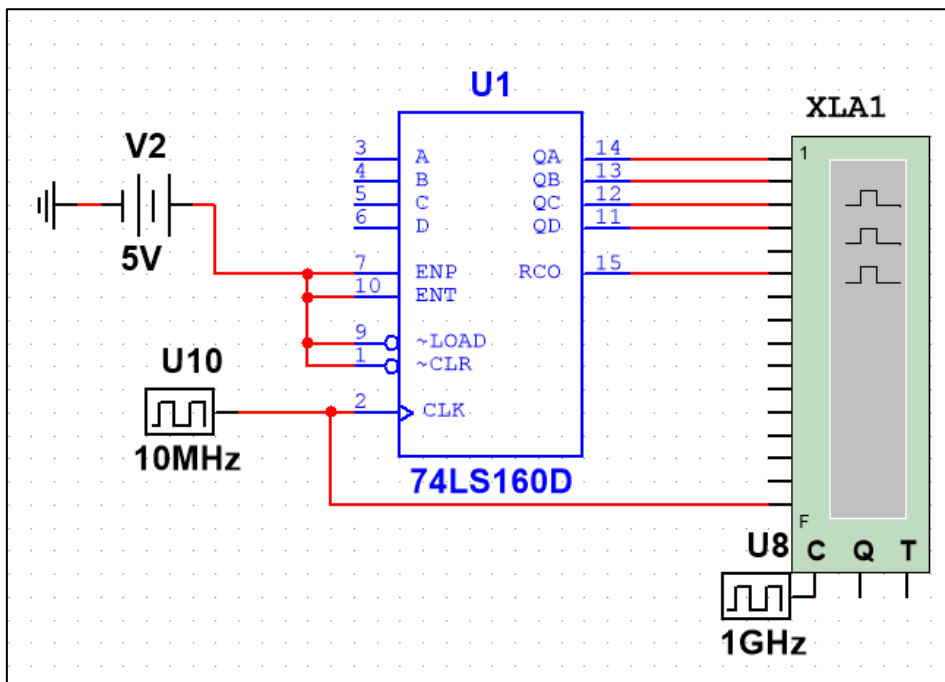 U1
XLA1
V2
5V
3 A QA 14
4 B QB 13
5 C QC 12
6 D QD 11
7 ENP RCO 15
10 ENT
9 ~LOAD
1 ~CLR
2 CLK
U10
10MHz
74LS160D
1
F
C Q T
U8
1GHz